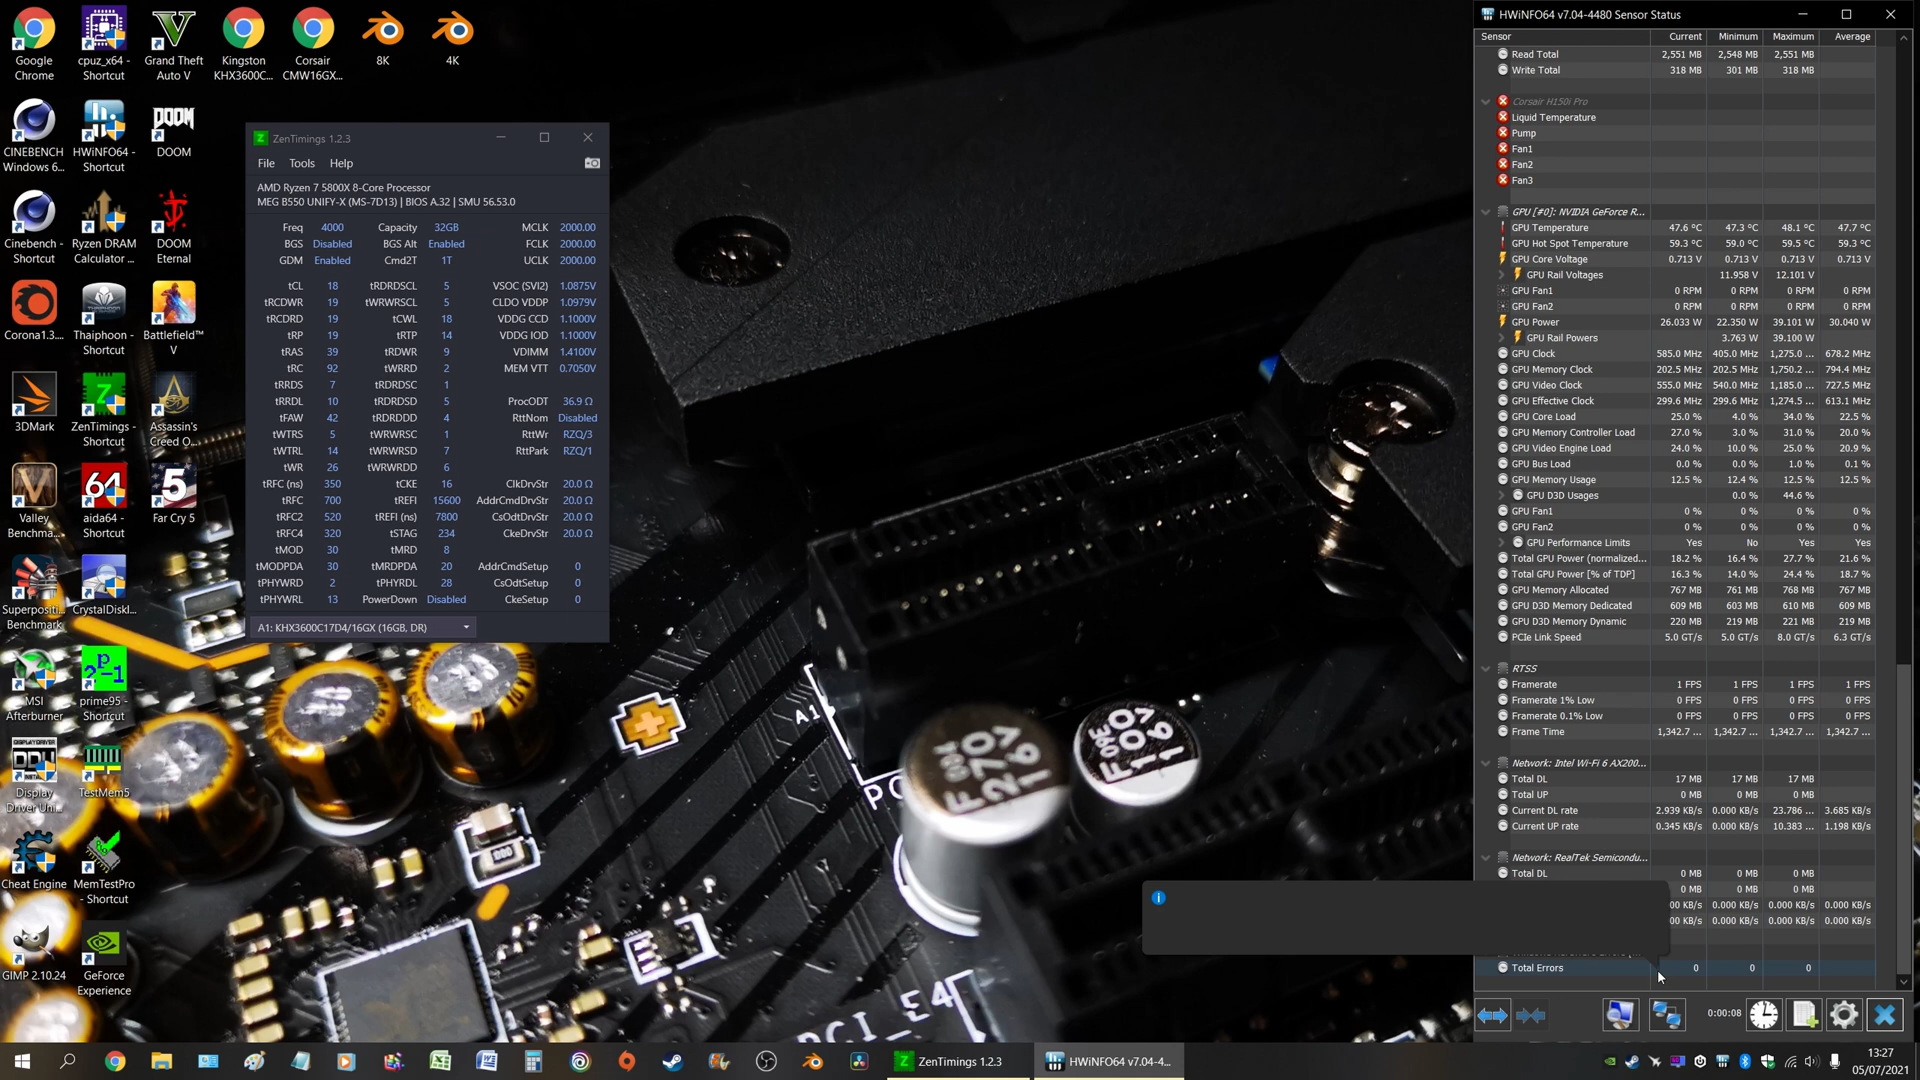 Google
Chrome
cpuz_x64 -
Shortcut
Grand Theft
Auto V
Kingston
KHX3600C...
Corsair
CMW16GX...
8K
4K
CINEBENCH
Windows 6...
HWiNFO64 -
Shortcut
DOOM
DOOM
Cinebench -
Shortcut
Ryzen DRAM
Calculator ...
DOOM
Eternal
Corona1.3....
Thaiphoon -
Shortcut
Battlefield™
V
3DMark
ZenTimings -
Shortcut
Assassin's
Creed O...
Valley
Benchma...
64
aida64 -
Shortcut
5
Far Cry 5
Superpositi...
Benchmark
CrystalDiskI...
MSI
Afterburner
prime95 -
Shortcut
Display
Driver Uni...
TestMem5
Cheat Engine
MemTestPro
- Shortcut
GIMP 2.10.24
GeForce
Experience
ZenTimings 1.2.3
File Tools Help
AMD Ryzen 7 5800X 8-Core Processor
MEG B550 UNIFY-X (MS-7D13) | BIOS A.32 | SMU 56.53.0
Freq 4000 Capacity 32GB MCLK 2000.00
BGS Disabled BGS Alt Enabled FCLK 2000.00
GDM Enabled Cmd2T 1T UCLK 2000.00
tCL 18 tRDRDSCL 5 VSOC (SVI2) 1.0875V
tRCDWR 19 tWRWRSCL 5 CLDO VDDP 1.0979V
tRCDRD 19 tCWL 18 VDDG CCD 1.1000V
tRP 19 tRTP 14 VDDG IOD 1.1000V
tRAS 39 tRDWR 9 VDIMM 1.4100V
tRC 92 tWRRD 2 MEM VTT 0.7050V
tRRDS 7 tRDRDSC 1
tRRDL 10 tRDRDSD 5 ProcODT 36.9 Ω
tFAW 42 tRDRDDD 4 RttNom Disabled
tWTRS 5 tWRWRSC 1 RttWr RZQ/3
tWTRL 14 tWRWRSD 7 RttPark RZQ/1
tWR 26 tWRWRDD 6
tRFC (ns) 350 tCKE 16 ClkDrvStr 20.0 Ω
tRFC 700 tREFI 15600 AddrCmdDrvStr 20.0 Ω
tRFC2 520 tREFI (ns) 7800 CsOdtDrvStr 20.0 Ω
tRFC4 320 tSTAG 234 CkeDrvStr 20.0 Ω
tMOD 30 tMRD 8
tMODPDA 30 tMRDPDA 20 AddrCmdSetup 0
tPHYWRD 2 tPHYRDL 28 CsOdtSetup 0
tPHYWRL 13 PowerDown Disabled CkeSetup 0
A1: KHX3600C17D4/16GX (16GB, DR)
A1
F08X
270
16V
F09E
100
16V
PCI_E4
HWiNFO64 v7.04-4480 Sensor Status
Sensor Current Minimum Maximum Average
Read Total 2,551 MB 2,548 MB 2,551 MB
Write Total 318 MB 301 MB 318 MB
Corsair H150i Pro
Liquid Temperature
Pump
Fan1
Fan2
Fan3
GPU [#0]: NVIDIA GeForce R...
GPU Temperature 47.6 °C 47.3 °C 48.1 °C 47.7 °C
GPU Hot Spot Temperature 59.3 °C 59.0 °C 59.5 °C 59.3 °C
GPU Core Voltage 0.713 V 0.713 V 0.713 V 0.713 V
GPU Rail Voltages 11.958 V 12.101 V
GPU Fan1 0 RPM 0 RPM 0 RPM 0 RPM
GPU Fan2 0 RPM 0 RPM 0 RPM 0 RPM
GPU Power 26.033 W 22.350 W 39.101 W 30.040 W
GPU Rail Powers 3.763 W 39.100 W
GPU Clock 585.0 MHz 405.0 MHz 1,275.0 ... 678.2 MHz
GPU Memory Clock 202.5 MHz 202.5 MHz 1,750.2 ... 794.4 MHz
GPU Video Clock 555.0 MHz 540.0 MHz 1,185.0 ... 727.5 MHz
GPU Effective Clock 299.6 MHz 299.6 MHz 1,274.5 ... 613.1 MHz
GPU Core Load 25.0 % 4.0 % 34.0 % 22.5 %
GPU Memory Controller Load 27.0 % 3.0 % 31.0 % 20.0 %
GPU Video Engine Load 24.0 % 10.0 % 25.0 % 20.9 %
GPU Bus Load 0.0 % 0.0 % 1.0 % 0.1 %
GPU Memory Usage 12.5 % 12.4 % 12.5 % 12.5 %
GPU D3D Usages 0.0 % 44.6 %
GPU Fan1 0 % 0 % 0 % 0 %
GPU Fan2 0 % 0 % 0 % 0 %
GPU Performance Limits Yes No Yes Yes
Total GPU Power (normalized... 18.2 % 16.4 % 27.7 % 21.6 %
Total GPU Power [% of TDP] 16.3 % 14.0 % 24.4 % 18.7 %
GPU Memory Allocated 767 MB 761 MB 768 MB 767 MB
GPU D3D Memory Dedicated 609 MB 603 MB 610 MB 609 MB
GPU D3D Memory Dynamic 220 MB 219 MB 221 MB 219 MB
PCIe Link Speed 5.0 GT/s 5.0 GT/s 8.0 GT/s 6.3 GT/s
RTSS
Framerate 1 FPS 1 FPS 1 FPS 1 FPS
Framerate 1% Low 0 FPS 0 FPS 0 FPS 0 FPS
Framerate 0.1% Low 0 FPS 0 FPS 0 FPS 0 FPS
Frame Time 1,342.7 ... 1,342.7 ... 1,342.7 ... 1,342.7 ...
Network: Intel Wi-Fi 6 AX200...
Total DL 17 MB 17 MB 17 MB
Total UP 0 MB 0 MB 0 MB
Current DL rate 2.939 KB/s 0.000 KB/s 23.786 ... 3.685 KB/s
Current UP rate 0.345 KB/s 0.000 KB/s 10.383 ... 1.198 KB/s
Network: RealTek Semicondu...
Total DL 0 MB 0 MB 0 MB
0 MB 0 MB 0 MB
00 KB/s 0.000 KB/s 0.000 KB/s 0.000 KB/s
00 KB/s 0.000 KB/s 0.000 KB/s 0.000 KB/s
Total Errors 0 0 0
0:00:08
ZenTimings 1.2.3
HWiNFO64 v7.04-4...
13:27
05/07/2021